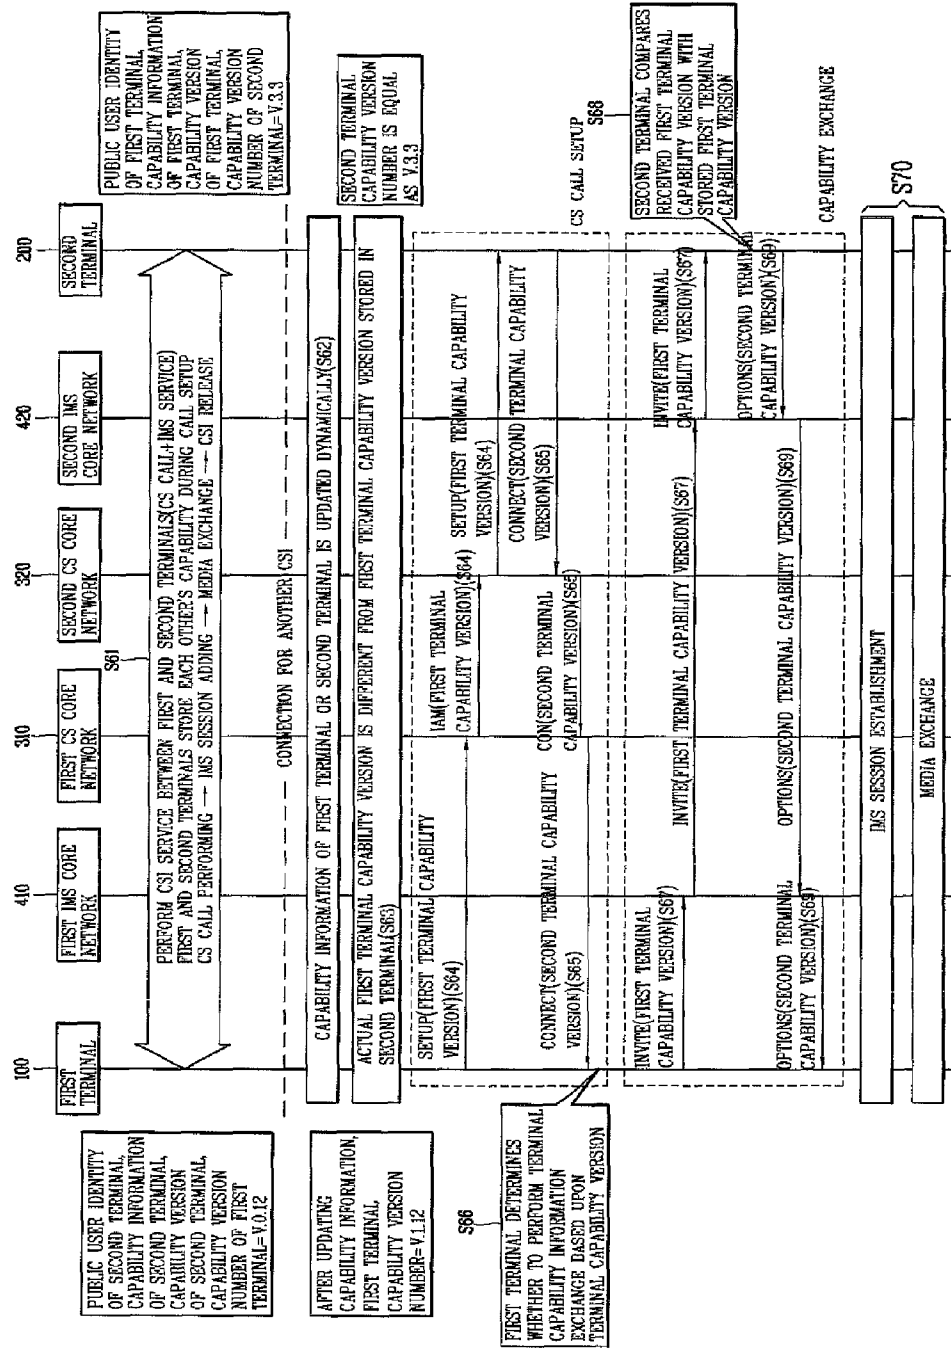 100
410
310
320
420
200
FIRST
TERMINAL
FIRST IMS CORE
NETWORK
FIRST CS CORE
NETWORK
SECOND CS CORE
NETWORK
SECOND IMS
CORE NETWORK
SECOND
TERMINAL
S61
PUBLIC USER IDENTITY
OF SECOND TERMINAL,
CAPABILITY INFORMATION
OF SECOND TERMINAL,
CAPABILITY VERSION
OF SECOND TERMINAL,
CAPABILITY VERSION
NUMBER OF FIRST
TERMINAL=V.0.12
PERFORM CSI SERVICE BETWEEN FIRST AND SECOND TERMINALS(CS CALL+IMS SERVICE)
FIRST AND SECOND TERMINALS STORE EACH OTHER'S CAPABILITY DURING CALL SETUP
CS CALL PERFORMING → IMS SESSION ADDING → MEDIA EXCHANGE → CSI RELEASE
PUBLIC USER IDENTITY
OF FIRST TERMINAL,
CAPABILITY INFORMATION
OF FIRST TERMINAL,
CAPABILITY VERSION
OF FIRST TERMINAL,
CAPABILITY VERSION
NUMBER OF SECOND
TERMINAL=V.3.3
CONNECTION FOR ANOTHER CSI
CAPABILITY INFORMATION OF FIRST TERMINAL OR SECOND TERMINAL IS UPDATED DYNAMICALLY(S62)
AFTER UPDATING
CAPABILITY INFORMATION,
FIRST TERMINAL,
CAPABILITY VERSION
NUMBER=V.1.12
ACTUAL FIRST TERMINAL CAPABILITY VERSION IS DIFFERENT FROM FIRST TERMINAL CAPABILITY VERSION STORED IN
SECOND TERMINAL(S63)
SECOND TERMINAL
CAPABILITY VERSION
NUMBER IS EQUAL
AS V.3.3
SETUP(FIRST TERMINAL CAPABILITY
VERSION)(S64)
IAM(FIRST TERMINAL
CAPABILITY VERSION)(S64)
SETUP(FIRST TERMINAL CAPABILITY
VERSION)(S64)
CONNECT(SECOND TERMINAL CAPABILITY
VERSION)(S65)
CON(SECOND TERMINAL
CAPABILITY VERSION)(S65)
CONNECT(SECOND TERMINAL CAPABILITY
VERSION)(S65)
CS CALL SETUP
S66
FIRST TERMINAL DETERMINES
WHETHER TO PERFORM TERMINAL
CAPABILITY INFORMATION
EXCHANGE BASED UPON
TERMINAL CAPABILITY VERSION
S68
SECOND TERMINAL COMPARES
RECEIVED FIRST TERMINAL
CAPABILITY VERSION WITH
STORED FIRST TERMINAL
CAPABILITY VERSION
INVITE(FIRST TERMINAL
CAPABILITY VERSION)(S67)
INVITE(FIRST TERMINAL CAPABILITY VERSION)(S67)
INVITE(FIRST TERMINAL
CAPABILITY VERSION)(S67)
OPTIONS(SECOND TERMINAL
CAPABILITY VERSION)(S69)
OPTIONS(SECOND TERMINAL CAPABILITY VERSION)(S69)
OPTIONS(SECOND TERMINAL
CAPABILITY VERSION)(S69)
CAPABILITY EXCHANGE
IMS SESSION ESTABLISHMENT
MEDIA EXCHANGE
S70